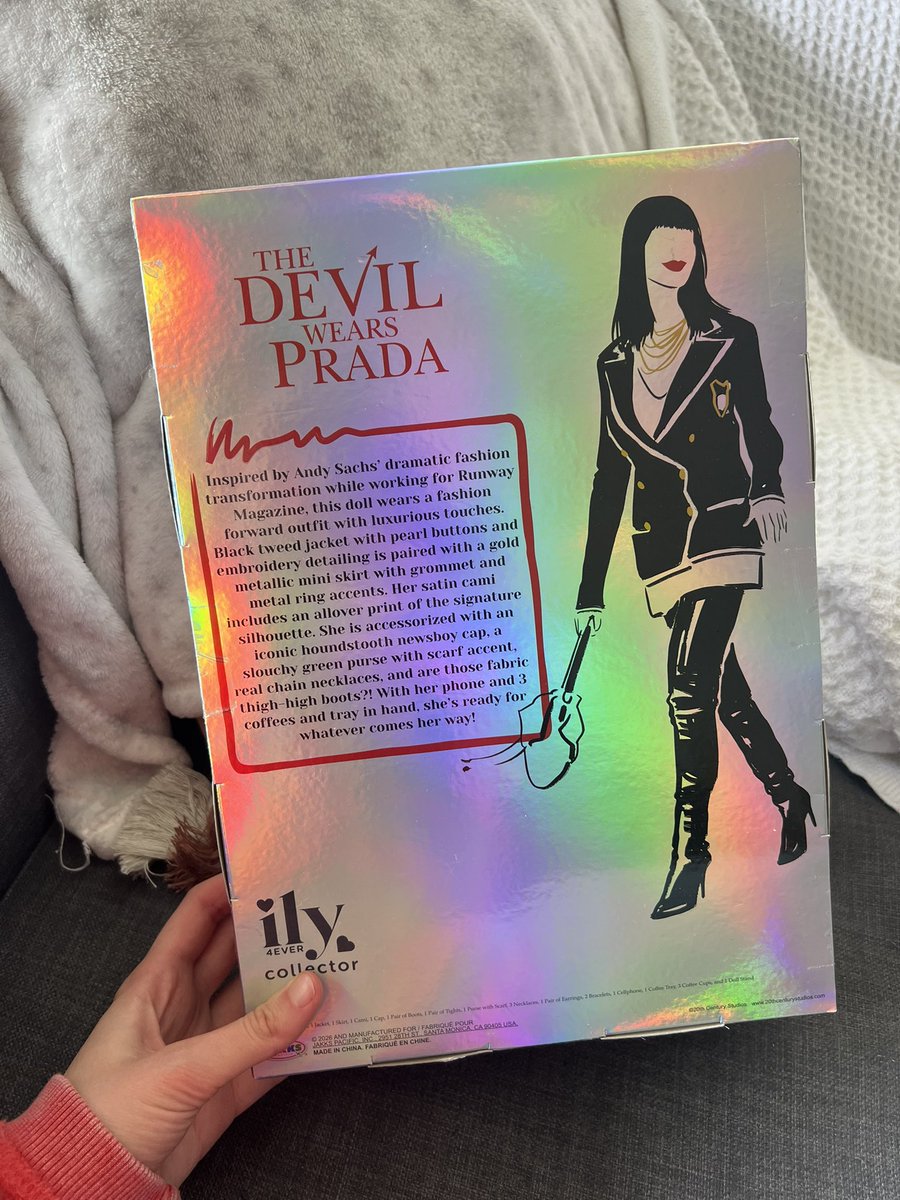 THE
DEVIL
WEARS
PRADA
Inspired by Andy Sachs' dramatic fashion
transformation while working for Runway
Magazine, this doll wears a fashion
forward outfit with luxurious touches.
Black tweed jacket with pearl buttons and
embroidery detailing is paired with a gold
metallic mini skirt with grommet and
metal ring accents. Her satin cami
includes an allover print of the signature
silhouette. She is accessorized with an
iconic houndstooth newsboy cap, a
slouchy green purse with scarf accent,
real chain necklaces, and are those fabric
thigh-high boots?! With her phone and 3
coffees and tray in hand, she's ready for
whatever comes her way!
ily
4EVER
collector
1 Jacket, 1 Skirt, 1 Cami, 1 Cap, 1 Pair of Boots, 1 Pair of Tights, 1 Purse with Scarf, 3 Necklaces, 1 Pair of Earrings, 2 Bracelets, 1 Cellphone, 1 Coffee Tray, 3 Coffee Cups, and 1 Doll Stand
©20th Century Studios www.20thcenturystudios.com
© 2026 AND MANUFACTURED FOR / FABRIQUÉ POUR
JAKKS PACIFIC, INC., 2951 28TH ST., SANTA MONICA, CA 90405 USA.
MADE IN CHINA. FABRIQUÉ EN CHINE.